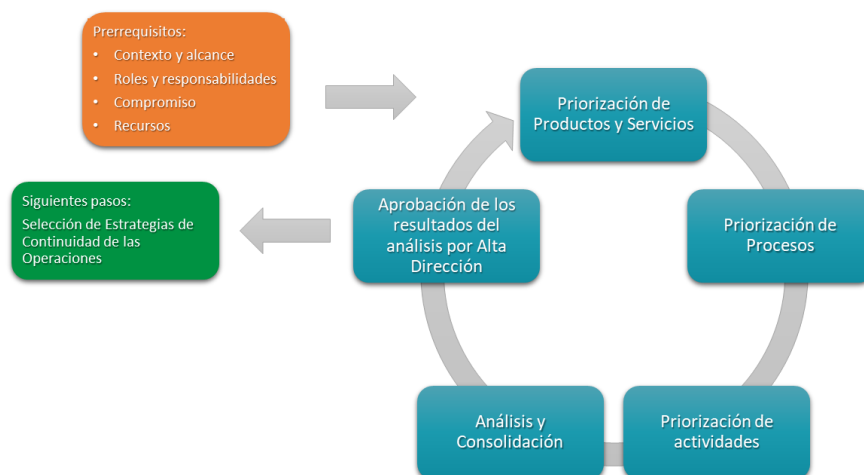 Prerrequisitos:
• Contexto y alcance
• Roles y responsabilidades
• Compromiso
• Recursos
Priorización de
Productos y Servicios
Siguientes pasos:
Selección de Estrategias de
Continuidad de las
Operaciones
Aprobación de los
resultados del
análisis por Alta
Dirección
Priorización de
Procesos
Análisis y
Consolidación
Priorización de
actividades